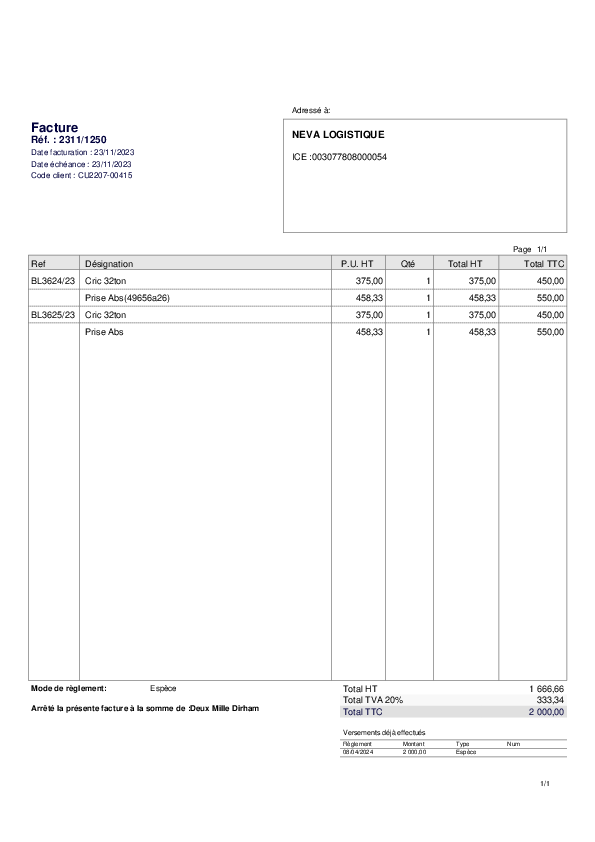 Adressé à:
Facture
Réf. : 2311/1250
Date facturation : 23/11/2023
Date échéance : 23/11/2023
Code client : CU2207-00415
NEVA LOGISTIQUE
ICE :003077808000054
Page 1/1
Ref Désignation P.U. HT Qté Total HT Total TTC
BL3624/23 Cric 32ton 375,00 1 375,00 450,00
Prise Abs(49656a26) 458,33 1 458,33 550,00
BL3625/23 Cric 32ton 375,00 1 375,00 450,00
Prise Abs 458,33 1 458,33 550,00
Mode de règlement: Espèce
Arrêté la présente facture à la somme de :Deux Mille Dirham
Total HT 1 666,66
Total TVA 20% 333,34
Total TTC 2 000,00
Versements déjà effectués
Règlement Montant Type Num
08/04/2024 2 000,00 Espèce
1/1